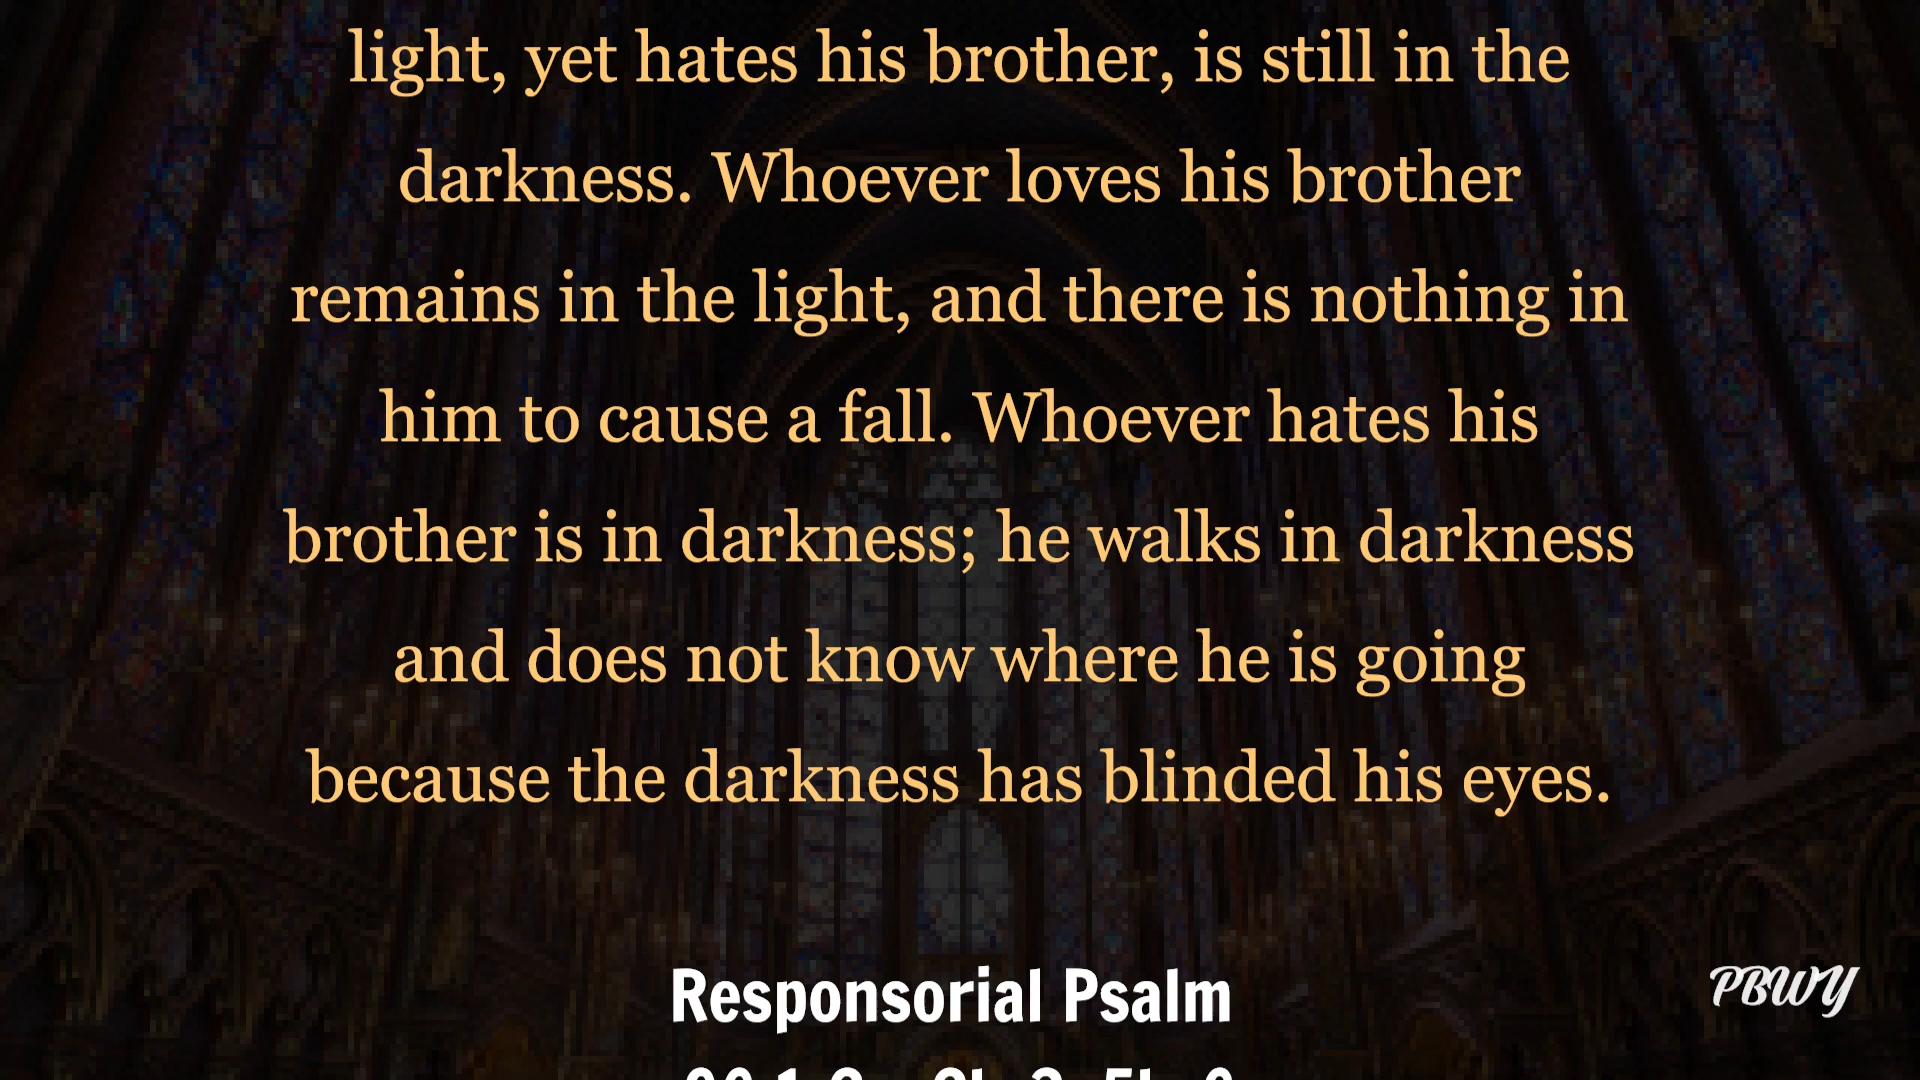 light, yet hates his brother, is still in the
darkness. Whoever loves his brother
remains in the light, and there is nothing in
him to cause a fall. Whoever hates his
brother is in darkness; he walks in darkness
and does not know where he is going
because the darkness has blinded his eyes.
Responsorial Psalm
PBWY